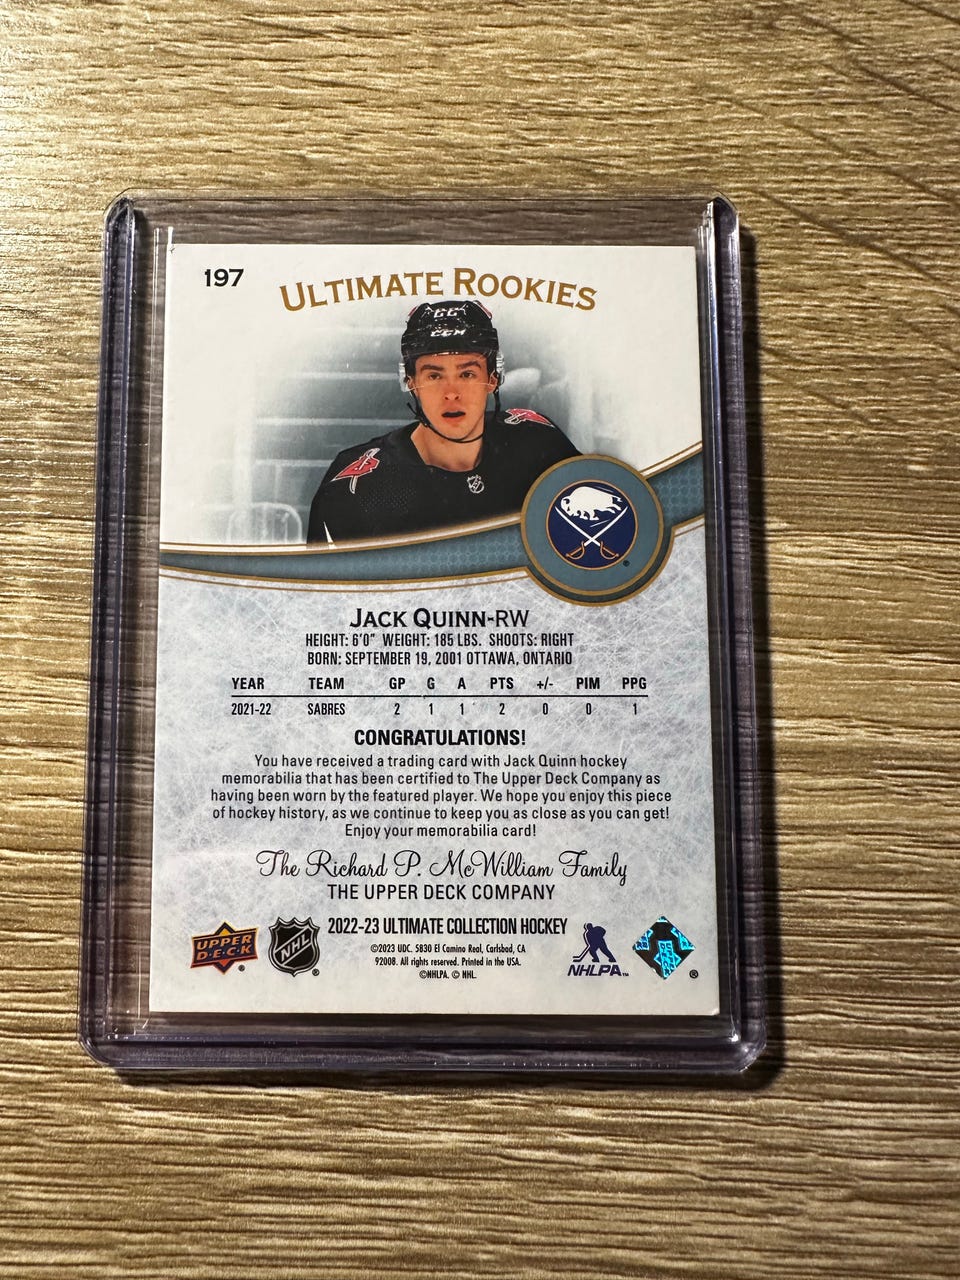 197
ULTIMATE ROOKIES
CCM
JACK QUINN-RW
HEIGHT: 6'0" WEIGHT: 185 LBS. SHOOTS: RIGHT
BORN: SEPTEMBER 19, 2001 OTTAWA, ONTARIO
YEAR TEAM GP G A PTS +/- PIM PPG
2021-22 SABRES 2 1 1 2 0 0 1
CONGRATULATIONS!
You have received a trading card with Jack Quinn hockey
memorabilia that has been certified to The Upper Deck Company as
having been worn by the featured player. We hope you enjoy this piece
of hockey history, as we continue to keep you as close as you can get!
Enjoy your memorabilia card!
The Richard P. McWilliam Family
THE UPPER DECK COMPANY
2022-23 ULTIMATE COLLECTION HOCKEY
UPPER
D·E·C·K ®
NHL ®
©2023 UDC. 5830 El Camino Real, Carlsbad, CA
92008. All rights reserved. Printed in the USA.
©NHLPA. © NHL.
NHLPA™
®